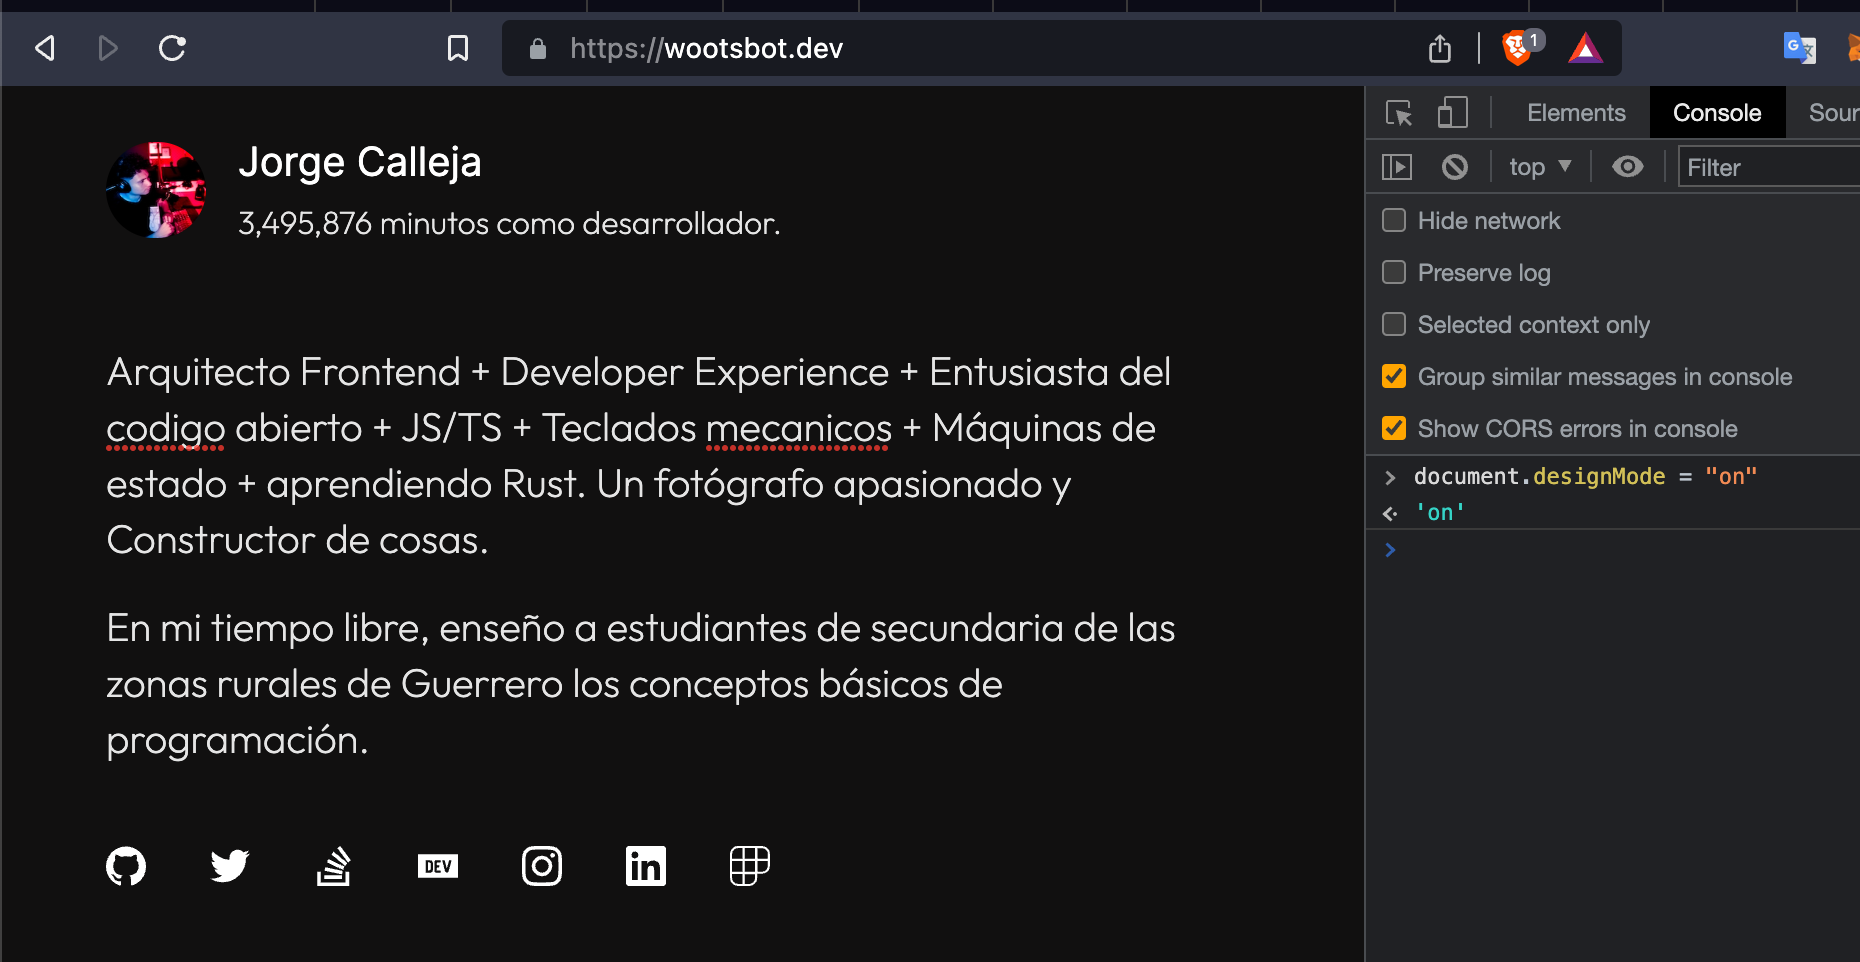 https://wootsbot.dev
1
G 文
Elements Console Sour
top Filter
Hide network
Preserve log
Selected context only
Group similar messages in console
Show CORS errors in console
document.designMode = "on"
'on'
Jorge Calleja
3,495,876 minutos como desarrollador.
Arquitecto Frontend + Developer Experience + Entusiasta del
codigo abierto + JS/TS + Teclados mecanicos + Máquinas de
estado + aprendiendo Rust. Un fotógrafo apasionado y
Constructor de cosas.
En mi tiempo libre, enseño a estudiantes de secundaria de las
zonas rurales de Guerrero los conceptos básicos de
programación.
DEV in